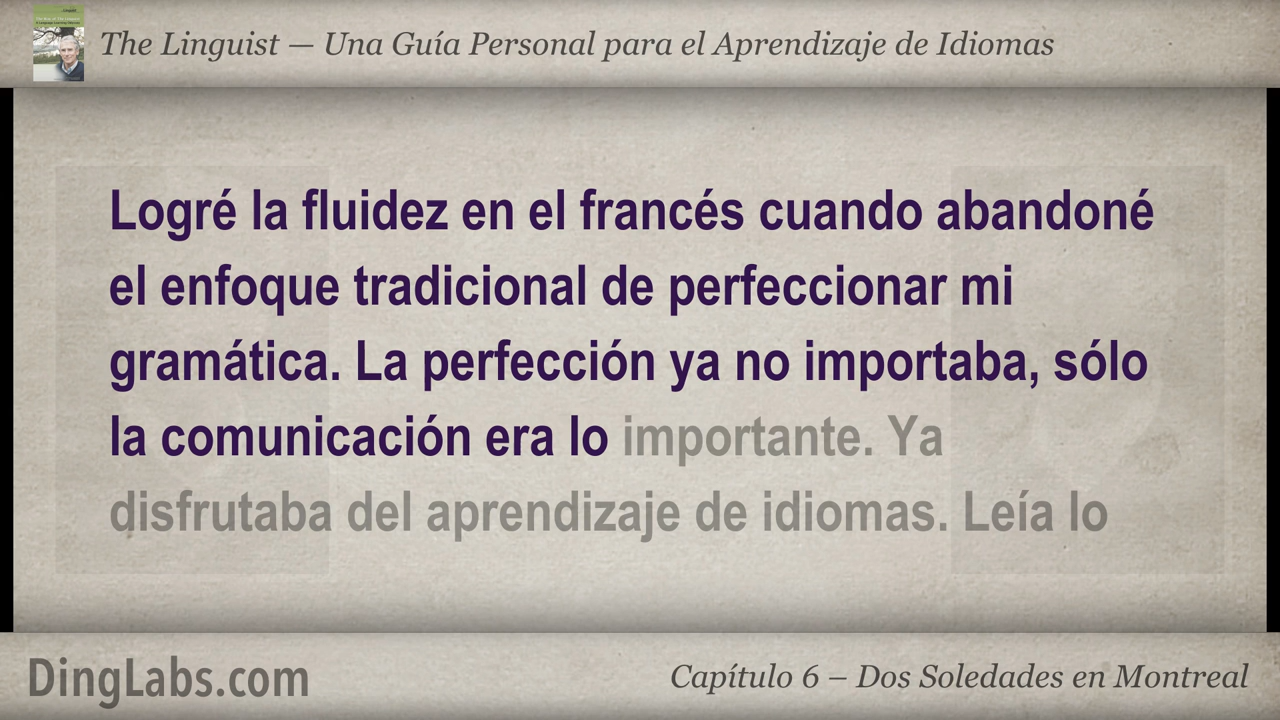 The Linguist — Una Guía Personal para el Aprendizaje de Idiomas
Logré la fluidez en el francés cuando abandoné
el enfoque tradicional de perfeccionar mi
gramática. La perfección ya no importaba, sólo
la comunicación era lo importante. Ya
disfrutaba del aprendizaje de idiomas. Leía lo
DingLabs.com
Capítulo 6 – Dos Soledades en Montreal